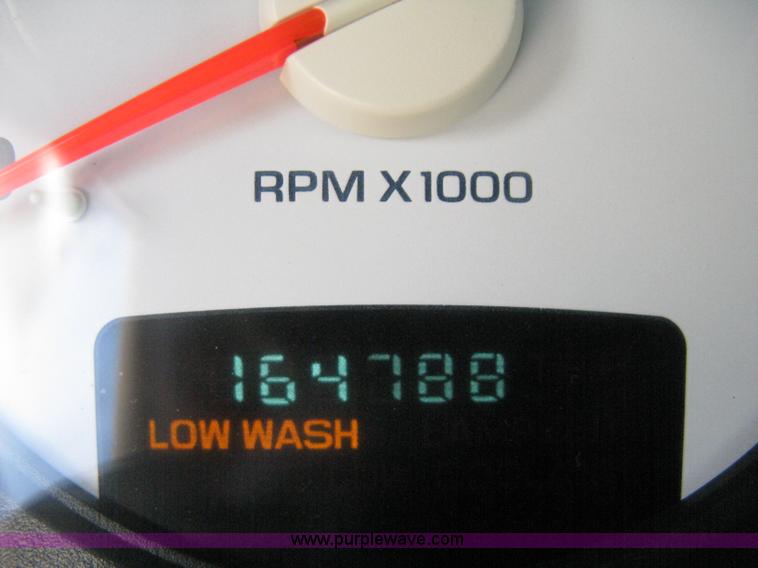 RPM X1000
164788
LOW WASH
www.purplewave.com